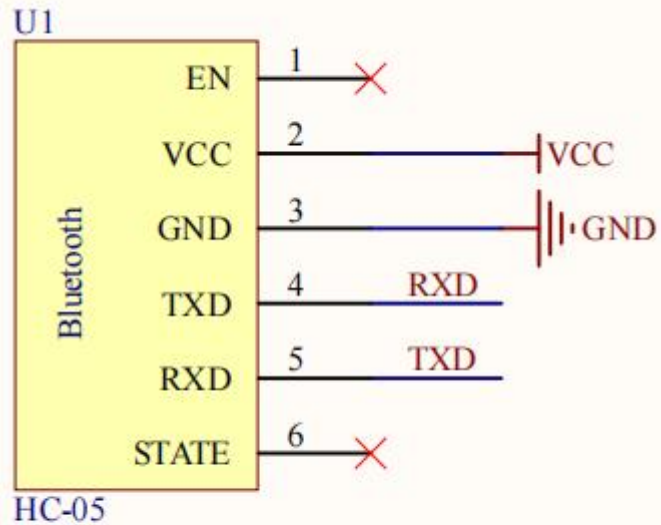 U1
EN 1
VCC 2 VCC
GND 3 GND
TXD 4 RXD
RXD 5 TXD
STATE 6
Bluetooth
HC-05